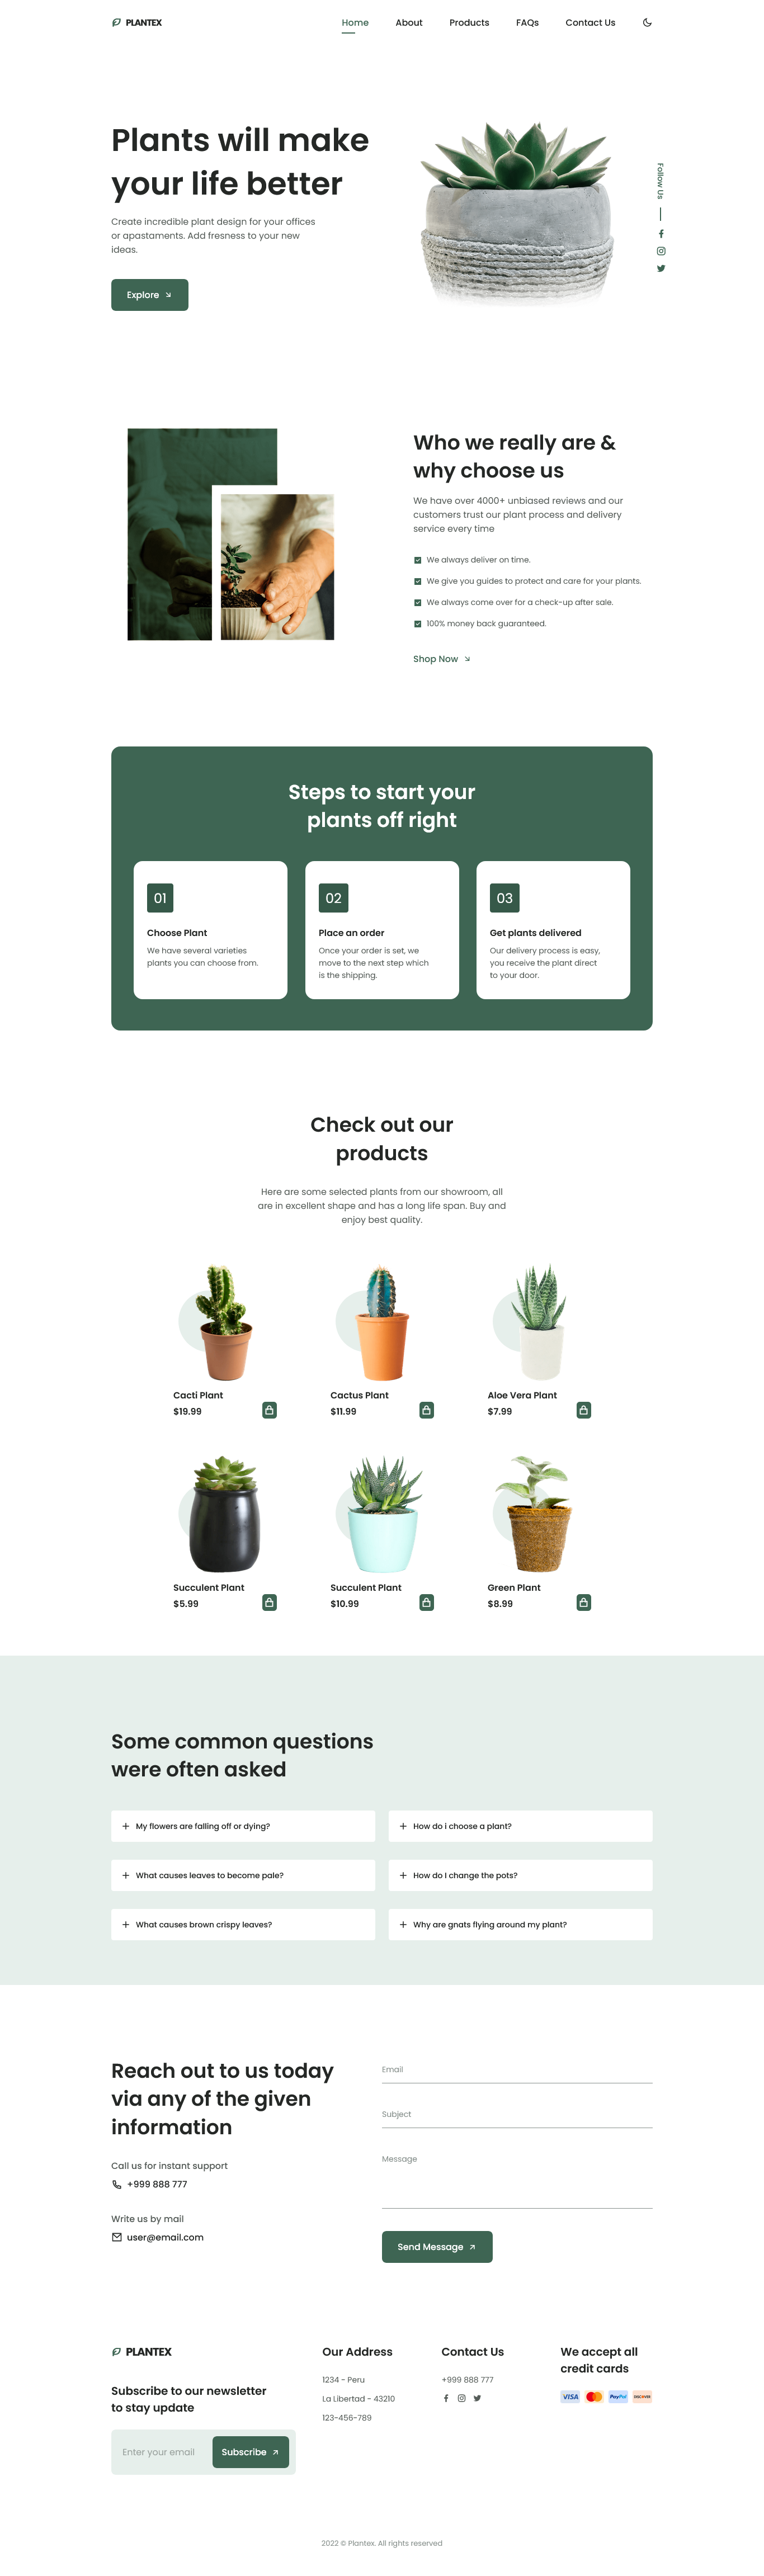 PLANTEX
Home About Products FAQs Contact Us
Plants will make
your life better
Create incredible plant design for your offices
or apastaments. Add fresness to your new
ideas.
Explore
Follow Us
Who we really are &
why choose us
We have over 4000+ unbiased reviews and our
customers trust our plant process and delivery
service every time
We always deliver on time.
We give you guides to protect and care for your plants.
We always come over for a check-up after sale.
100% money back guaranteed.
Shop Now
Steps to start your
plants off right
01
Choose Plant
We have several varieties
plants you can choose from.
02
Place an order
Once your order is set, we
move to the next step which
is the shipping.
03
Get plants delivered
Our delivery process is easy,
you receive the plant direct
to your door.
Check out our
products
Here are some selected plants from our showroom, all
are in excellent shape and has a long life span. Buy and
enjoy best quality.
Cacti Plant
$19.99
Cactus Plant
$11.99
Aloe Vera Plant
$7.99
Succulent Plant
$5.99
Succulent Plant
$10.99
Green Plant
$8.99
Some common questions
were often asked
My flowers are falling off or dying?
How do i choose a plant?
What causes leaves to become pale?
How do I change the pots?
What causes brown crispy leaves?
Why are gnats flying around my plant?
Reach out to us today
via any of the given
information
Call us for instant support
+999 888 777
Write us by mail
user@email.com
Email
Subject
Message
Send Message
PLANTEX
Subscribe to our newsletter
to stay update
Enter your email
Subscribe
Our Address
1234 - Peru
La Libertad - 43210
123-456-789
Contact Us
+999 888 777
We accept all
credit cards
VISA
PayPal
DISCOVER
2022 © Plantex. All rights reserved